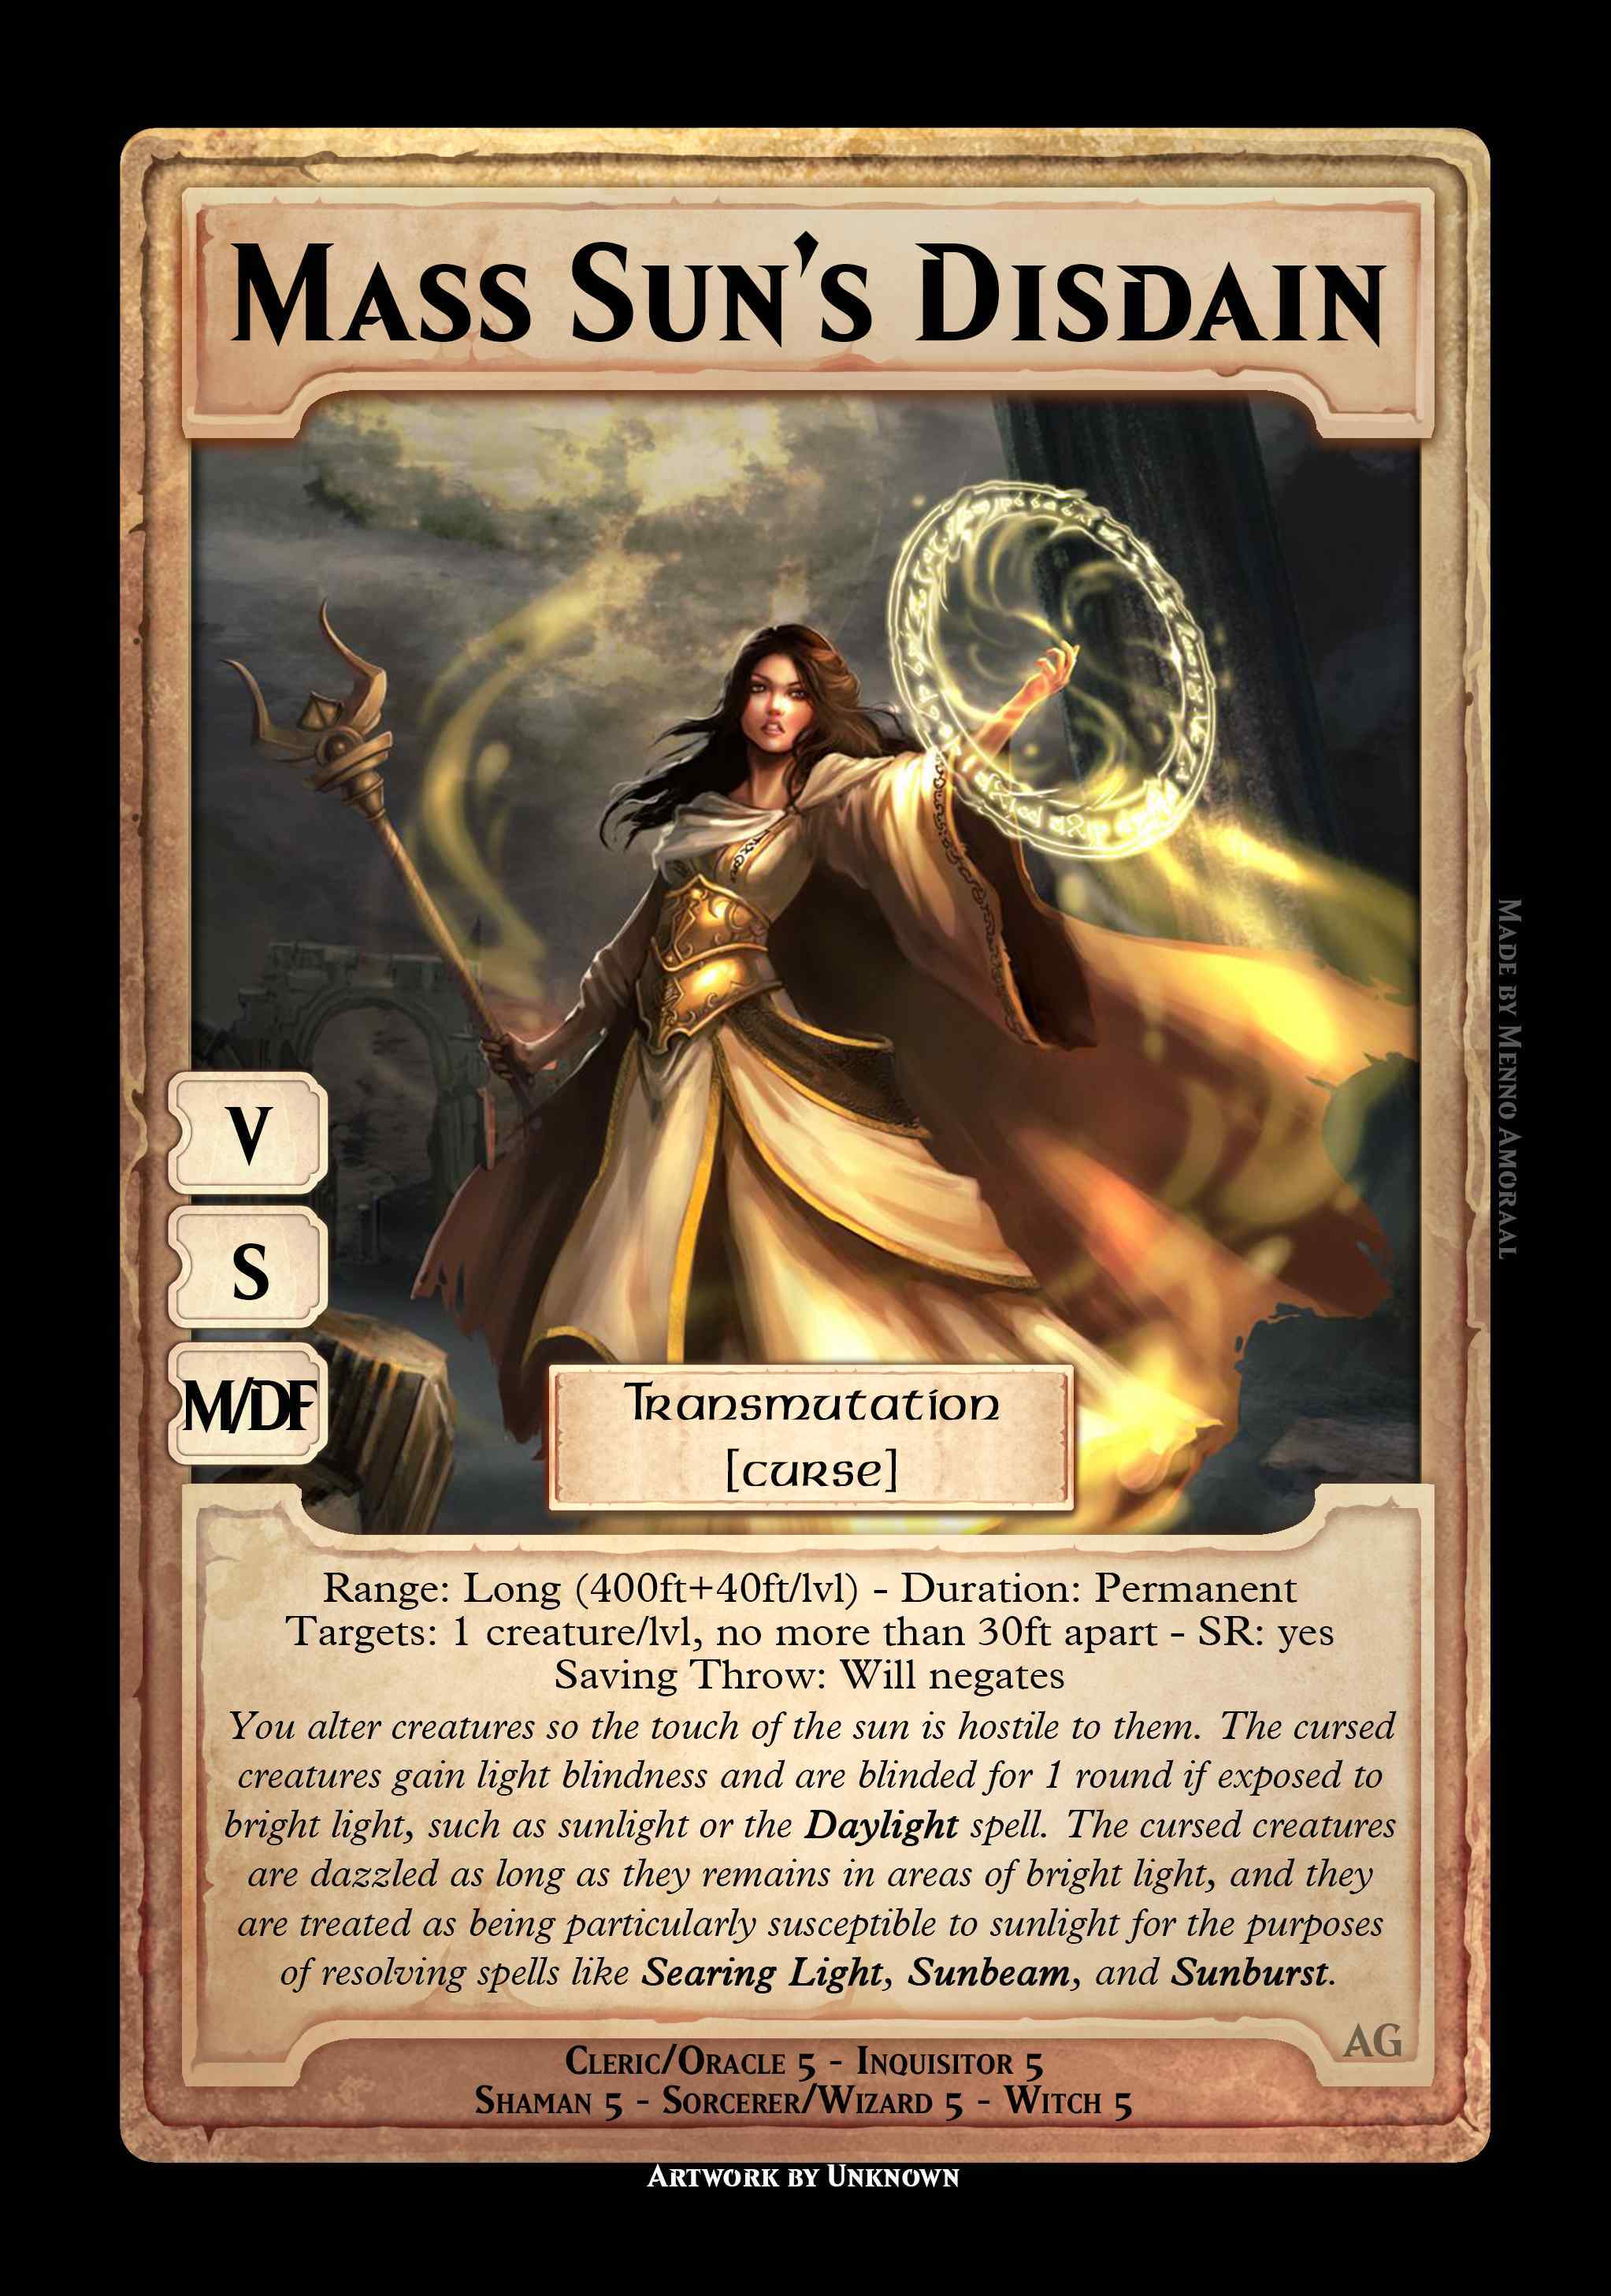 Mass Sun's Disdain
V
S
M/DF
Transmutation
[curse]
Range: Long (400ft+40ft/lvl) - Duration: Permanent
Targets: 1 creature/lvl, no more than 30ft apart - SR: yes
Saving Throw: Will negates
You alter creatures so the touch of the sun is hostile to them. The cursed
creatures gain light blindness and are blinded for 1 round if exposed to
bright light, such as sunlight or the Daylight spell. The cursed creatures
are dazzled as long as they remains in areas of bright light, and they
are treated as being particularly susceptible to sunlight for the purposes
of resolving spells like Searing Light, Sunbeam, and Sunburst.
AG
Cleric/Oracle 5 - Inquisitor 5
Shaman 5 - Sorcerer/Wizard 5 - Witch 5
Artwork by Unknown
Made by Menno Amoraal